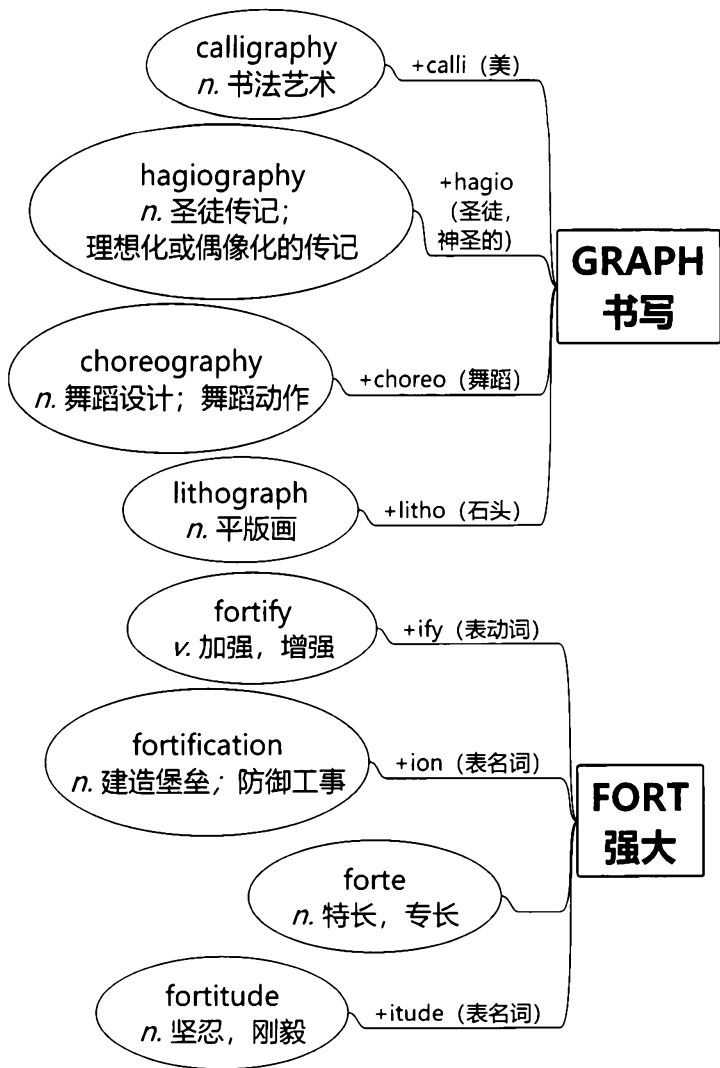 calligraphy
n. 书法艺术
+calli（美）
hagiography
n. 圣徒传记；
理想化或偶像化的传记
+hagio
（圣徒，
神圣的）
GRAPH
书写
choreography
n. 舞蹈设计；舞蹈动作
+choreo（舞蹈）
lithograph
n. 平版画
+litho（石头）
fortify
v. 加强，增强
+ify（表动词）
fortification
n. 建造堡垒；防御工事
+ion（表名词）
FORT
强大
forte
n. 特长，专长
fortitude
n. 坚忍，刚毅
+itude（表名词）